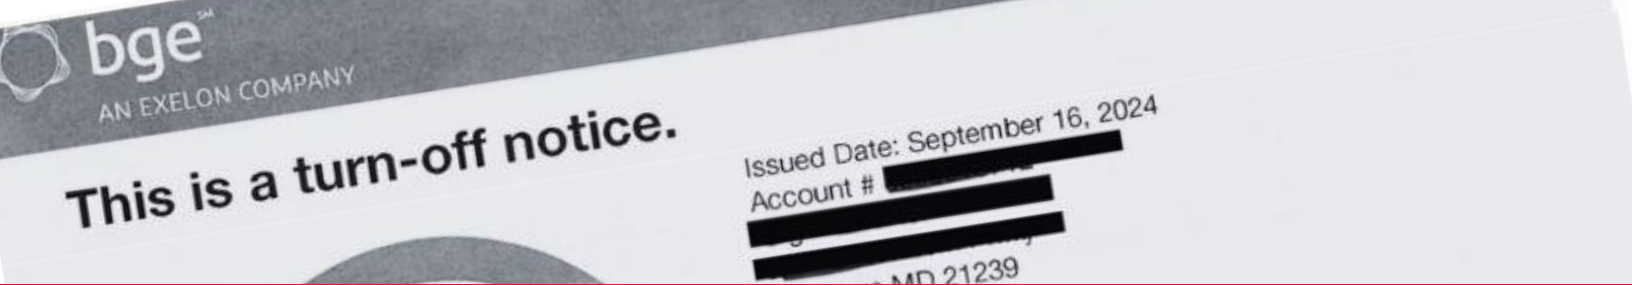 bge℠
AN EXELON COMPANY
This is a turn-off notice.
Issued Date: September 16, 2024
Account #
MD 21239